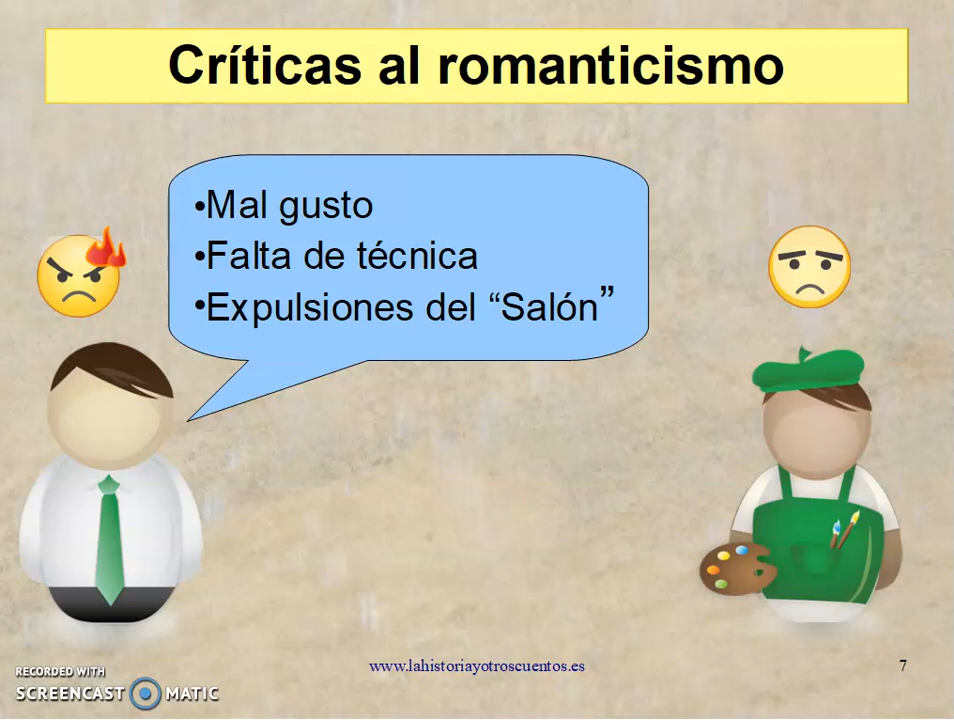 Críticas al romanticismo
•Mal gusto
•Falta de técnica
•Expulsiones del “Salón”
www.lahistoriayotroscuentos.es
7
RECORDED WITH
SCREENCAST MATIC